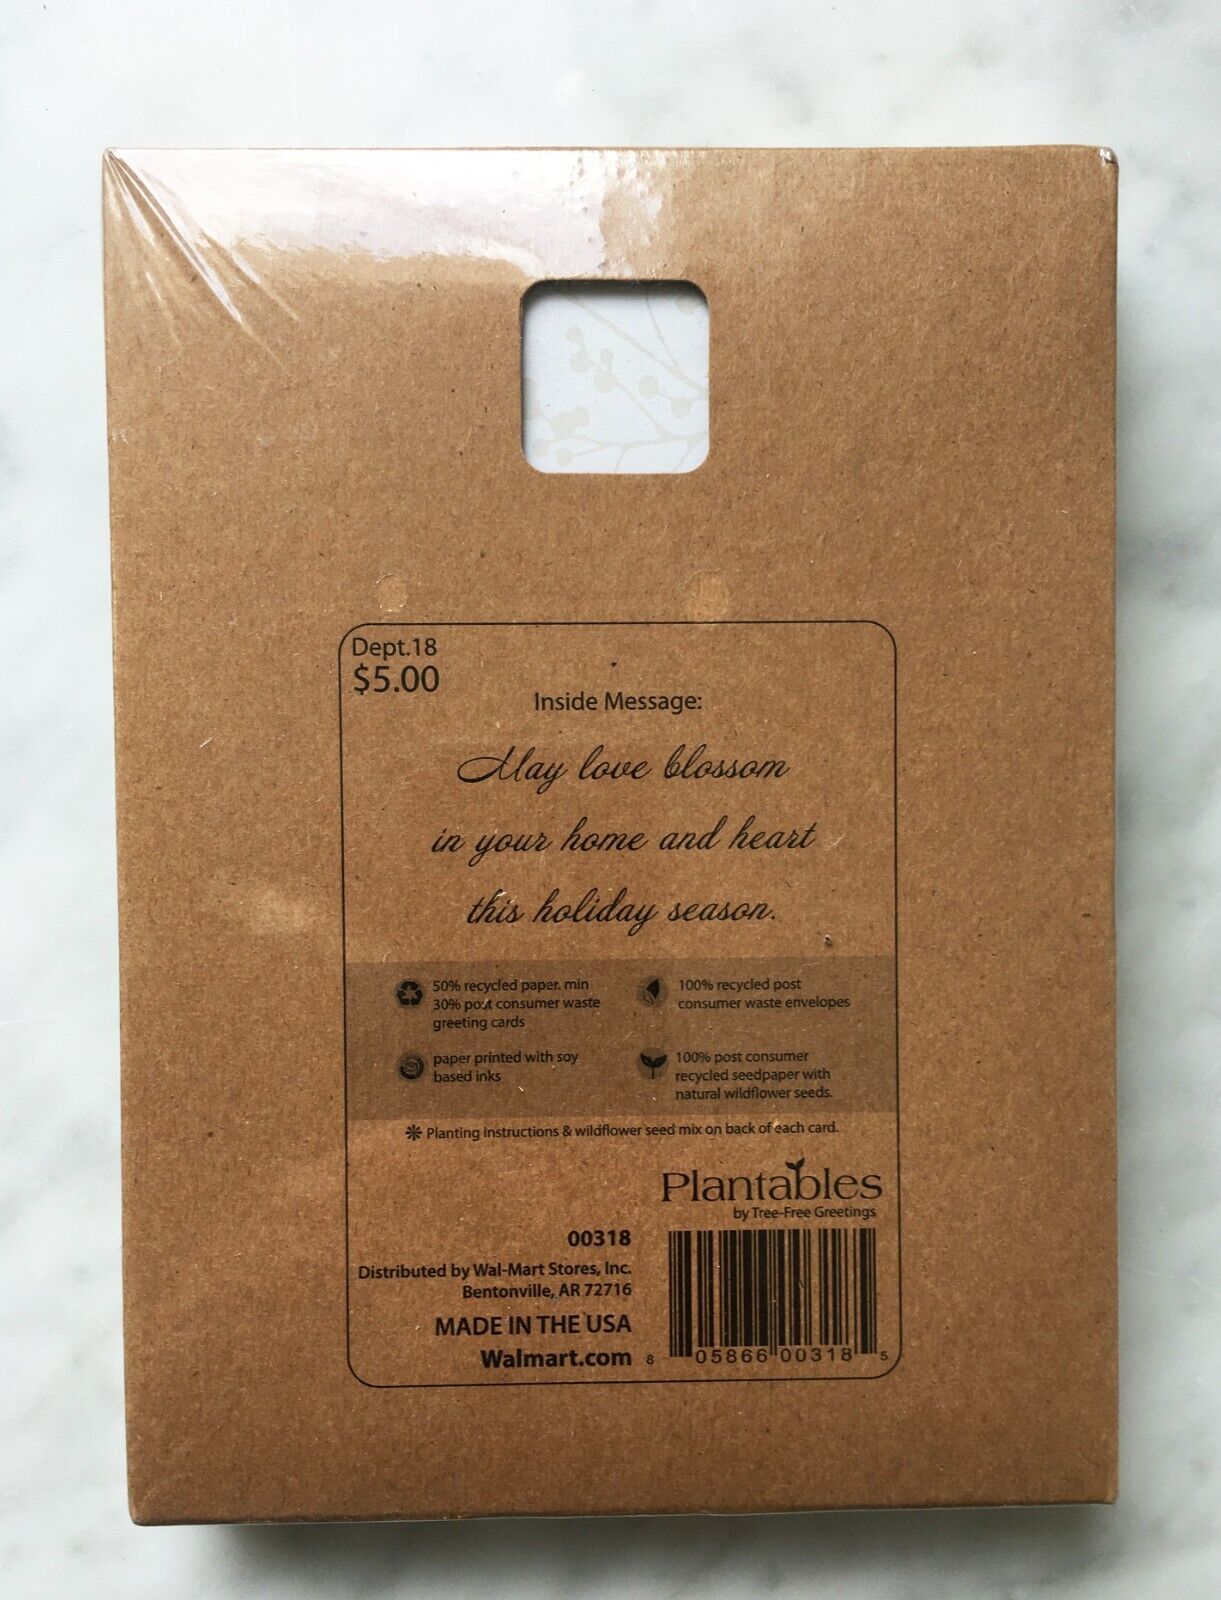 Dept.18
$5.00
Inside Message:
May love blossom
in your home and heart
this holiday season.
50% recycled paper. min
30% post consumer waste
greeting cards
100% recycled post
consumer waste envelopes
paper printed with soy
based inks
100% post consumer
recycled seedpaper with
natural wildflower seeds.
Planting instructions & wildflower seed mix on back of each card.
Plantables
by Tree-Free Greetings
00318
Distributed by Wal-Mart Stores, Inc.
Bentonville, AR 72716
MADE IN THE USA
Walmart.com
8 05866 00318 5